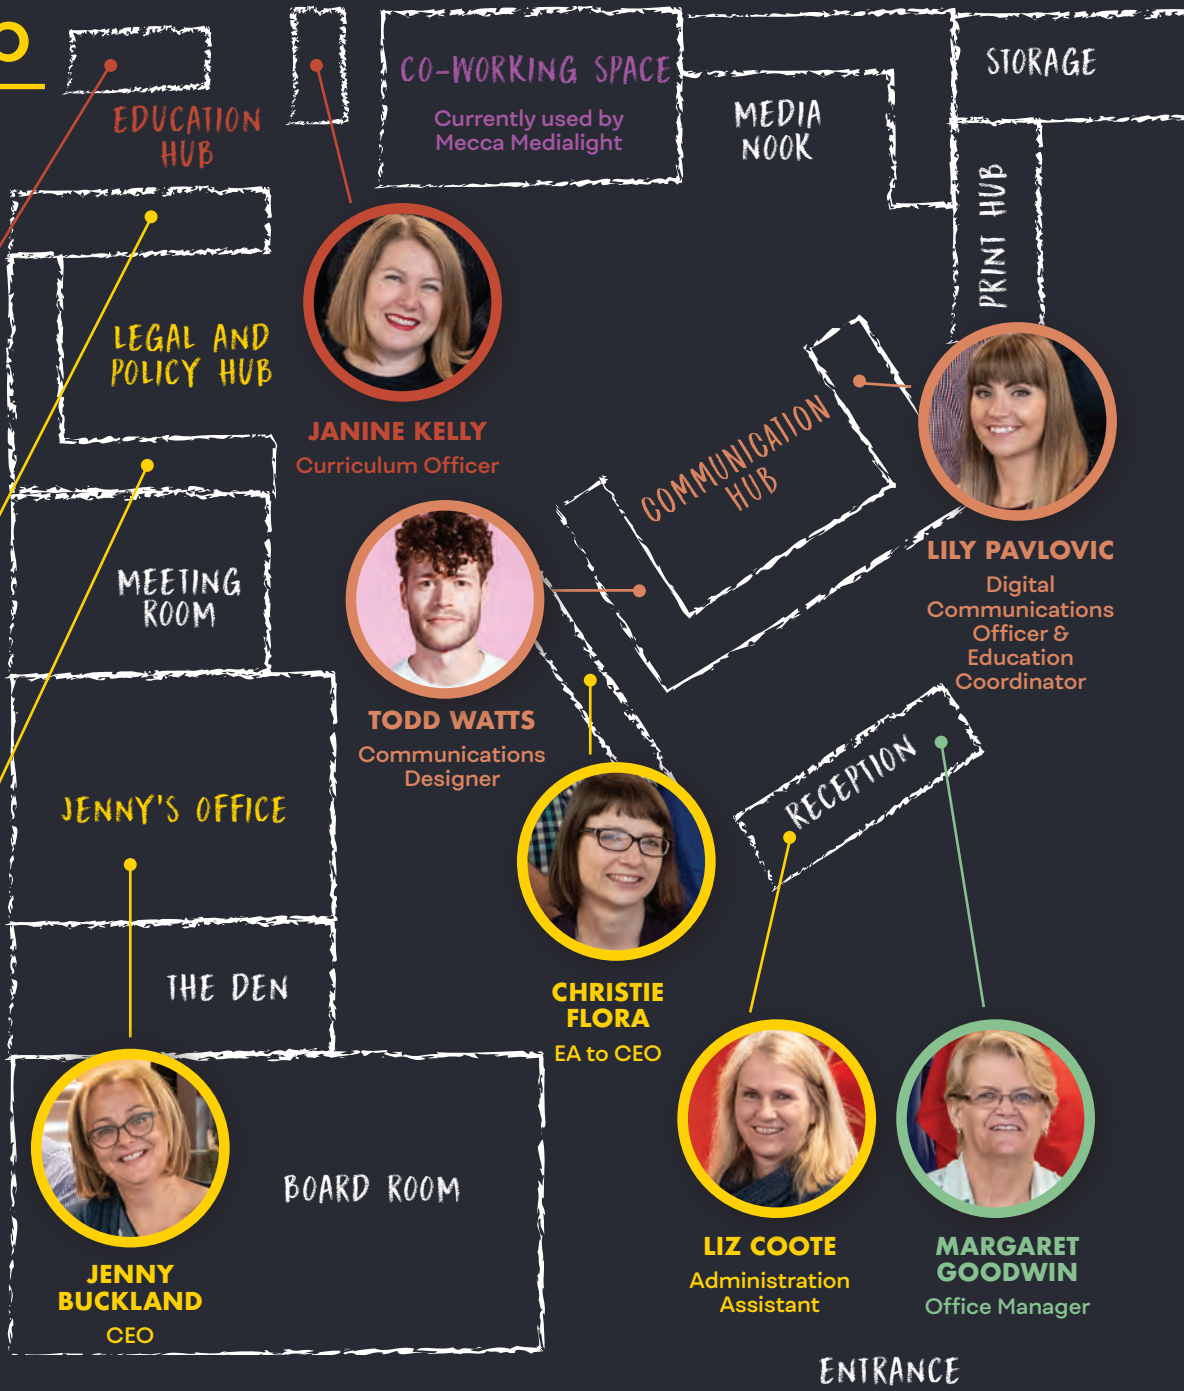 O
CO-WORKING SPACE
Currently used by
Mecca Medialight
STORAGE
MEDIA
NOOK
EDUCATION
HUB
PRINT HUB
LEGAL AND
POLICY HUB
JANINE KELLY
Curriculum Officer
COMMUNICATION
HUB
LILY PAVLOVIC
Digital
Communications
Officer &
Education
Coordinator
MEETING
ROOM
TODD WATTS
Communications
Designer
RECEPTION
JENNY'S OFFICE
THE DEN
CHRISTIE
FLORA
EA to CEO
BOARD ROOM
JENNY
BUCKLAND
CEO
LIZ COOTE
Administration
Assistant
MARGARET
GOODWIN
Office Manager
ENTRANCE